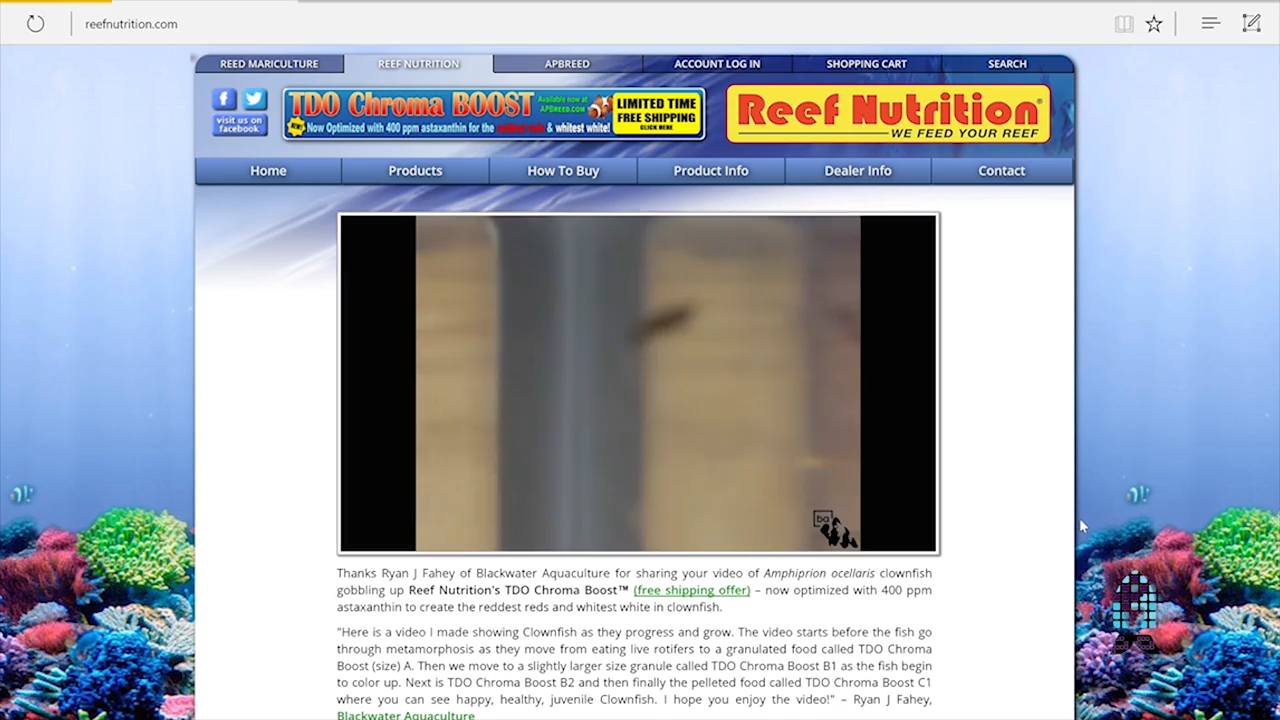 reefnutrition.com
REED MARICULTURE REEF NUTRITION APBREED ACCOUNT LOG IN SHOPPING CART SEARCH
visit us on
facebook
TDO Chroma BOOST
Available now at
APBREED.COM
NEW!
Now Optimized with 400 ppm astaxanthin for the reddest reds & whitest white!
LIMITED TIME
FREE SHIPPING
CLICK HERE
Reef Nutrition®
WE FEED YOUR REEF
Home Products How To Buy Product Info Dealer Info Contact
ba
Thanks Ryan J Fahey of Blackwater Aquaculture for sharing your video of Amphiprion ocellaris clownfish
gobbling up Reef Nutrition's TDO Chroma Boost™ (free shipping offer) – now optimized with 400 ppm
astaxanthin to create the reddest reds and whitest white in clownfish.
"Here is a video I made showing Clownfish as they progress and grow. The video starts before the fish go
through metamorphosis as they move from eating live rotifers to a granulated food called TDO Chroma
Boost (size) A. Then we move to a slightly larger size granule called TDO Chroma Boost B1 as the fish begin
to color up. Next is TDO Chroma Boost B2 and then finally the pelleted food called TDO Chroma Boost C1
where you can see happy, healthy, juvenile Clownfish. I hope you enjoy the video!" – Ryan J Fahey,
Blackwater Aquaculture